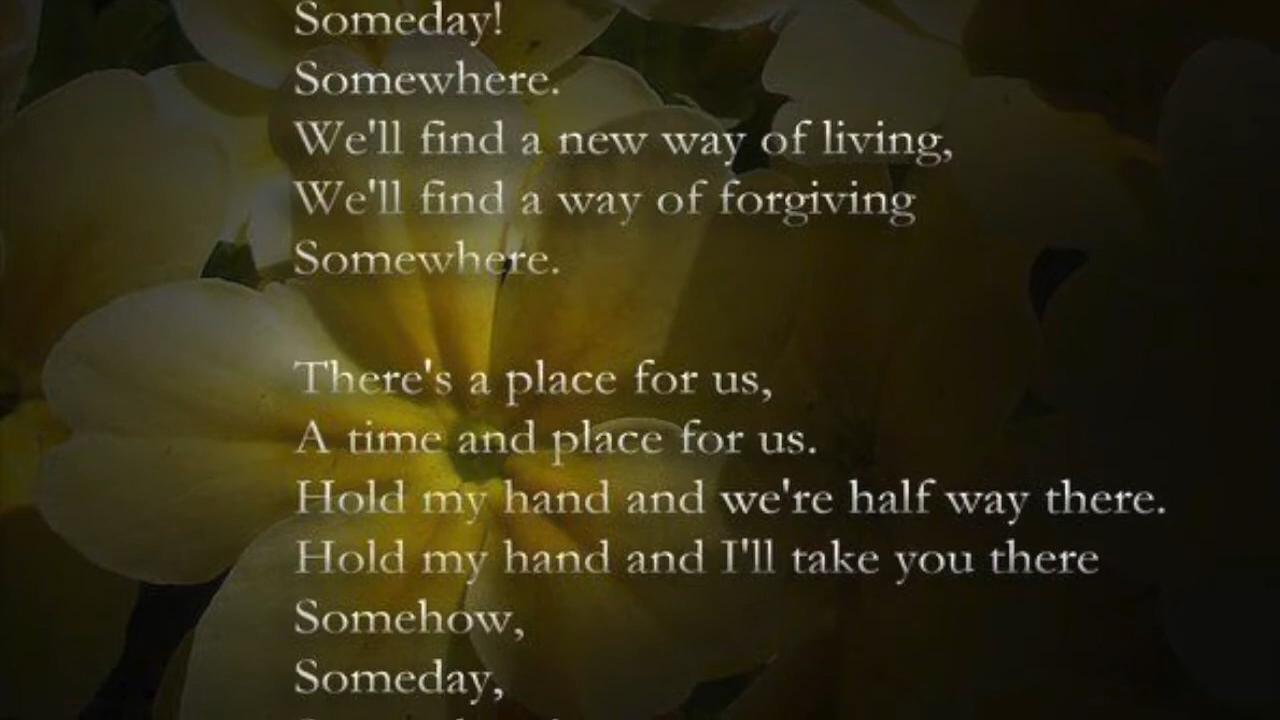 Someday!
Somewhere.
We'll find a new way of living,
We'll find a way of forgiving
Somewhere.
There's a place for us,
A time and place for us.
Hold my hand and we're half way there.
Hold my hand and I'll take you there
Somehow,
Someday,